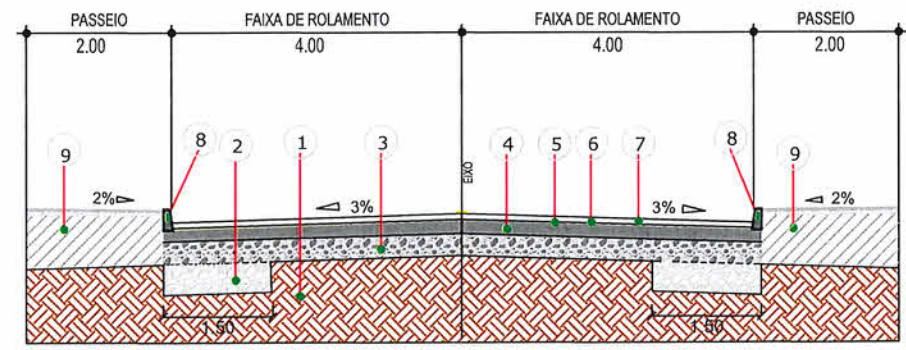 PASSEIO FAIXA DE ROLAMENTO FAIXA DE ROLAMENTO PASSEIO
2.00 4.00 4.00 2.00
9 8 2 1 3 4 5 6 7 8 9
EIXO
2% 3% 3% 2%
1.50 1.50